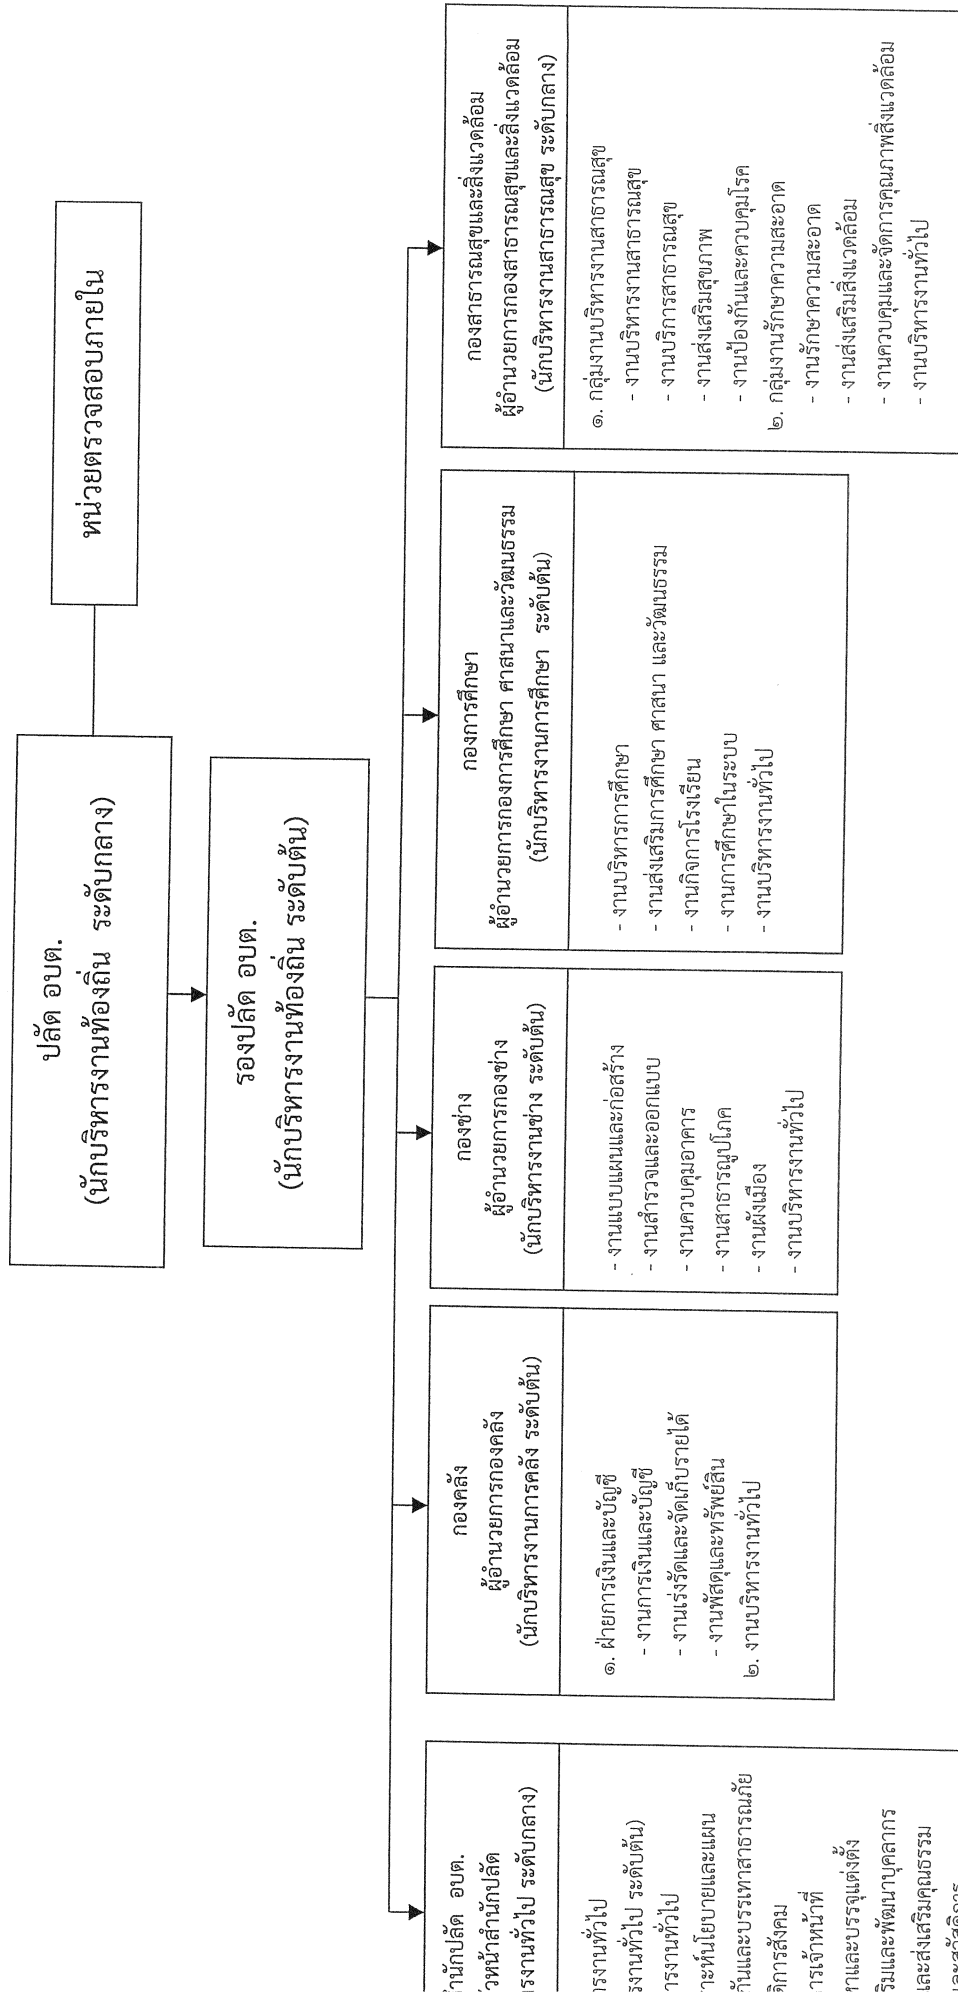 ปลัด อบต.
(นักบริหารงานท้องถิ่น ระดับกลาง)
หน่วยตรวจสอบภายใน
รองปลัด อบต.
(นักบริหารงานท้องถิ่น ระดับต้น)
อบต.
ระดับกลาง)
ระดับต้น)
กองคลัง
ผู้อำนวยการกองคลัง
(นักบริหารงานการคลัง ระดับต้น)
๑. ฝ่ายการเงินและบัญชี
- งานการเงินและบัญชี
- งานเร่งรัดและจัดเก็บรายได้
- งานพัสดุและทรัพย์สิน
๒. งานบริหารงานทั่วไป
กองช่าง
ผู้อำนวยการกองช่าง
(นักบริหารงานช่าง ระดับต้น)
- งานแบบแผนและก่อสร้าง
- งานสำรวจและออกแบบ
- งานควบคุมอาคาร
- งานสาธารณูปโภค
- งานผังเมือง
- งานบริหารงานทั่วไป
กองการศึกษา
ผู้อำนวยการกองการศึกษา ศาสนาและวัฒนธรรม
(นักบริหารงานการศึกษา ระดับต้น)
- งานบริหารการศึกษา
- งานส่งเสริมการศึกษา ศาสนา และวัฒนธรรม
- งานกิจการโรงเรียน
- งานการศึกษาในระบบ
- งานบริหารงานทั่วไป
กองสาธารณสุขและสิ่งแวดล้อม
ผู้อำนวยการกองสาธารณสุขและสิ่งแวดล้อม
(นักบริหารงานสาธารณสุข ระดับกลาง)
๑. กลุ่มงานบริหารงานสาธารณสุข
- งานบริหารงานสาธารณสุข
- งานบริการสาธารณสุข
- งานส่งเสริมสุขภาพ
- งานป้องกันและควบคุมโรค
๒. กลุ่มงานรักษาความสะอาด
- งานรักษาความสะอาด
- งานส่งเสริมสิ่งแวดล้อม
- งานควบคุมและจัดการคุณภาพสิ่งแวดล้อม
- งานบริหารงานทั่วไป